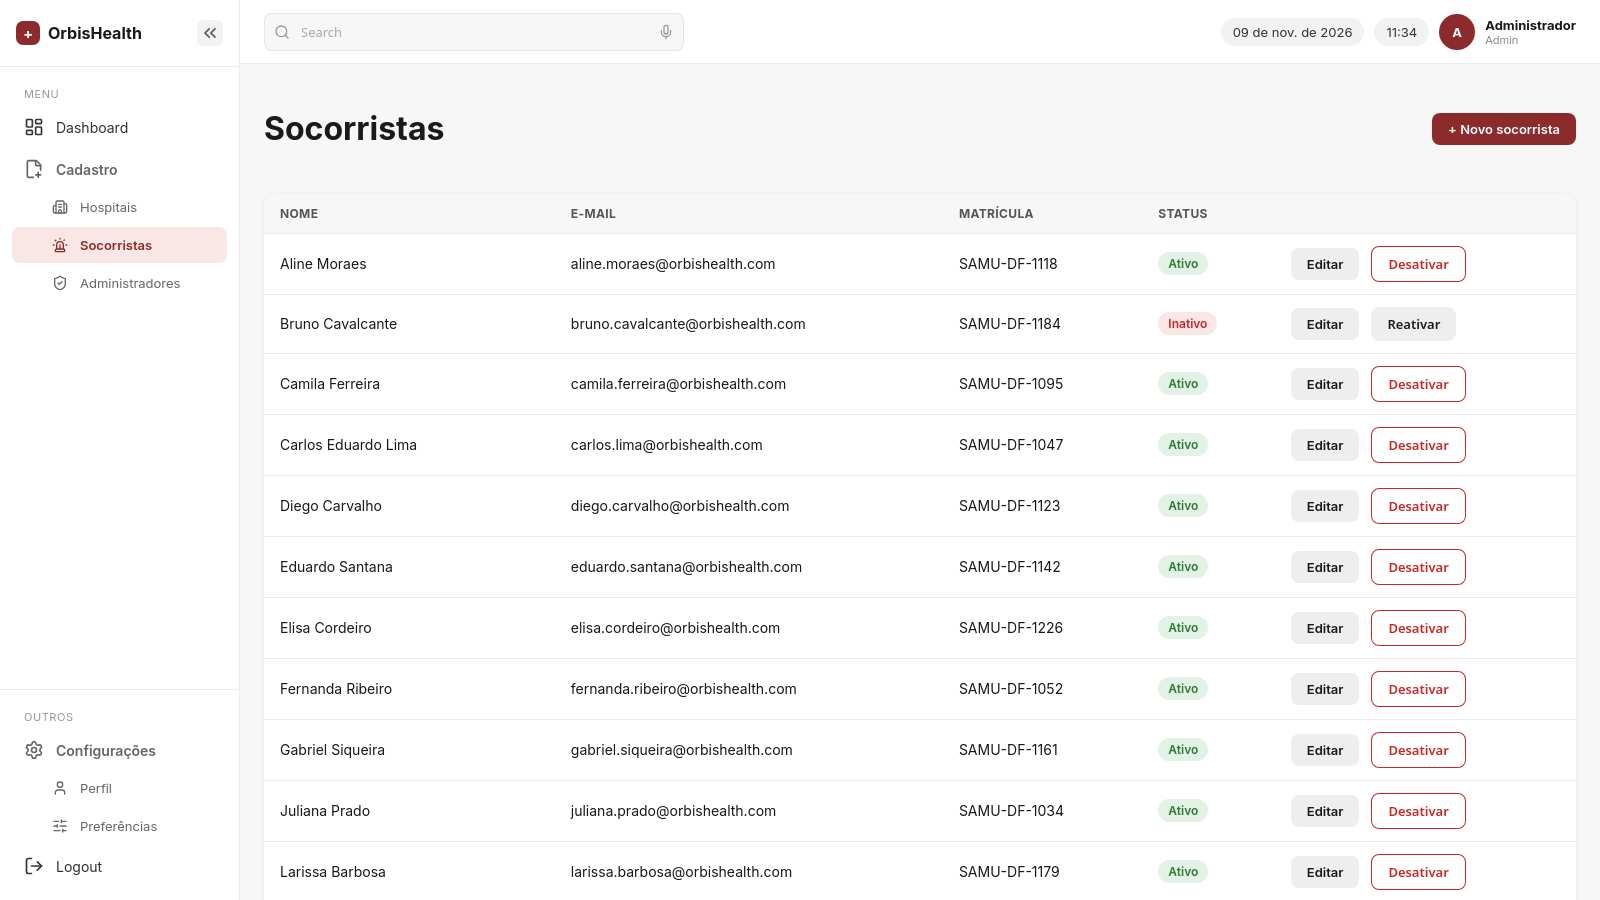 + OrbisHealth
Search
09 de nov. de 2026
11:34
A
Administrador
Admin
MENU
Dashboard
Cadastro
Hospitais
Socorristas
Administradores
OUTROS
Configurações
Perfil
Preferências
Logout
Socorristas
+ Novo socorrista
NOME E-MAIL MATRÍCULA STATUS
Aline Moraes aline.moraes@orbishealth.com SAMU-DF-1118 Ativo Editar Desativar
Bruno Cavalcante bruno.cavalcante@orbishealth.com SAMU-DF-1184 Inativo Editar Reativar
Camila Ferreira camila.ferreira@orbishealth.com SAMU-DF-1095 Ativo Editar Desativar
Carlos Eduardo Lima carlos.lima@orbishealth.com SAMU-DF-1047 Ativo Editar Desativar
Diego Carvalho diego.carvalho@orbishealth.com SAMU-DF-1123 Ativo Editar Desativar
Eduardo Santana eduardo.santana@orbishealth.com SAMU-DF-1142 Ativo Editar Desativar
Elisa Cordeiro elisa.cordeiro@orbishealth.com SAMU-DF-1226 Ativo Editar Desativar
Fernanda Ribeiro fernanda.ribeiro@orbishealth.com SAMU-DF-1052 Ativo Editar Desativar
Gabriel Siqueira gabriel.siqueira@orbishealth.com SAMU-DF-1161 Ativo Editar Desativar
Juliana Prado juliana.prado@orbishealth.com SAMU-DF-1034 Ativo Editar Desativar
Larissa Barbosa larissa.barbosa@orbishealth.com SAMU-DF-1179 Ativo Editar Desativar